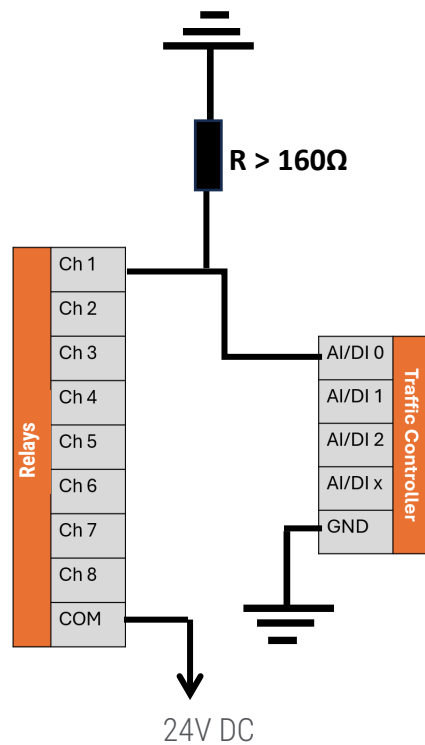 R > 160Ω
Relays
Ch 1
Ch 2
Ch 3
Ch 4
Ch 5
Ch 6
Ch 7
Ch 8
COM
AI/DI 0
AI/DI 1
AI/DI 2
AI/DI x
GND
Traffic Controller
24V DC